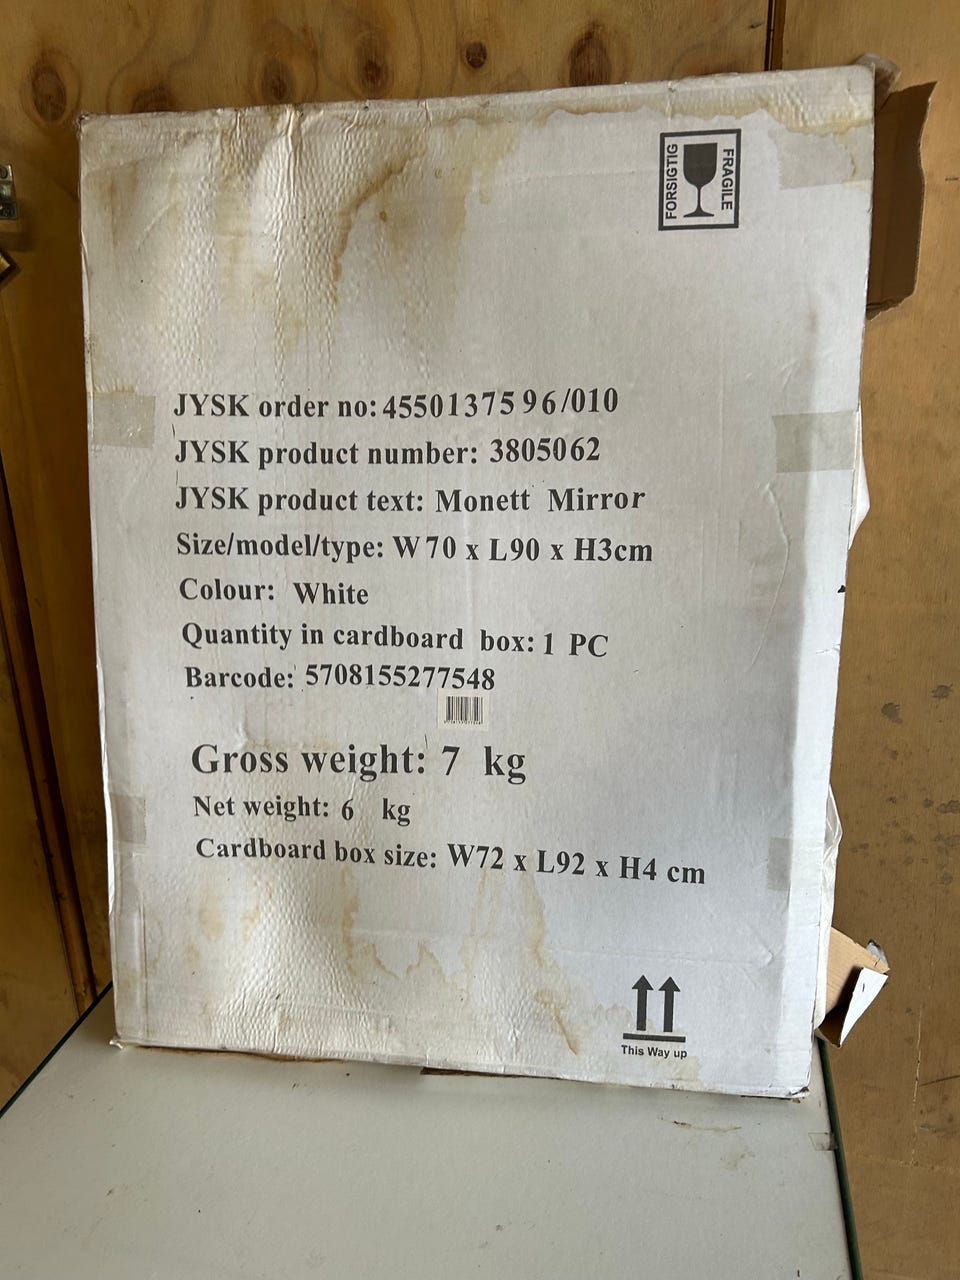 FORSIGTIG
FRAGILE
JYSK order no: 4550137596/010
JYSK product number: 3805062
JYSK product text: Monett Mirror
Size/model/type: W70 x L90 x H3cm
Colour: White
Quantity in cardboard box: 1 PC
Barcode: 5708155277548
Gross weight: 7 kg
Net weight: 6 kg
Cardboard box size: W72 x L92 x H4 cm
This Way up